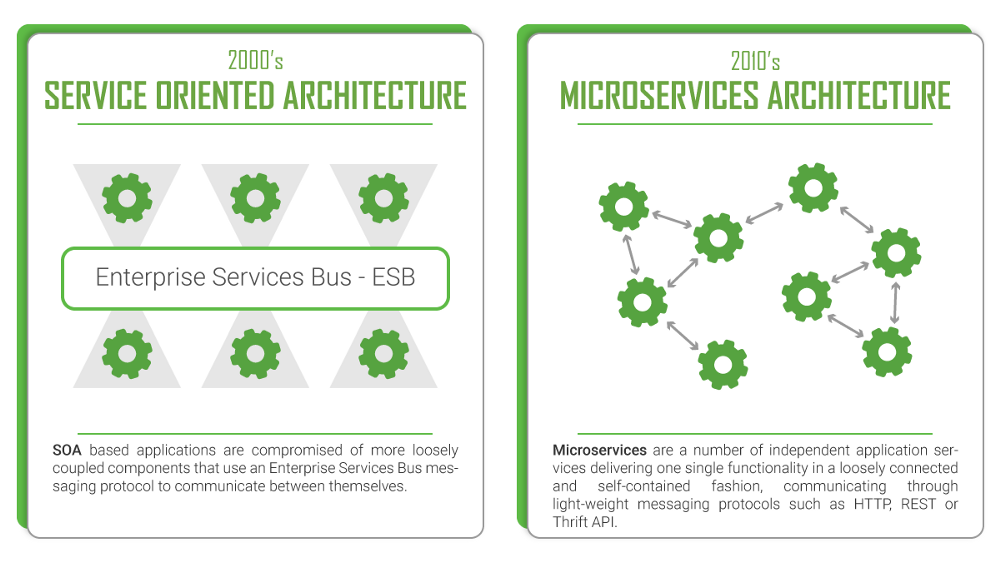 2000's
SERVICE ORIENTED ARCHITECTURE
Enterprise Services Bus - ESB
SOA based applications are compromised of more loosely
coupled components that use an Enterprise Services Bus mes-
saging protocol to communicate between themselves.
2010's
MICROSERVICES ARCHITECTURE
Microservices are a number of independent application ser-
vices delivering one single functionality in a loosely connected
and self-contained fashion, communicating through
light-weight messaging protocols such as HTTP, REST or
Thrift API.